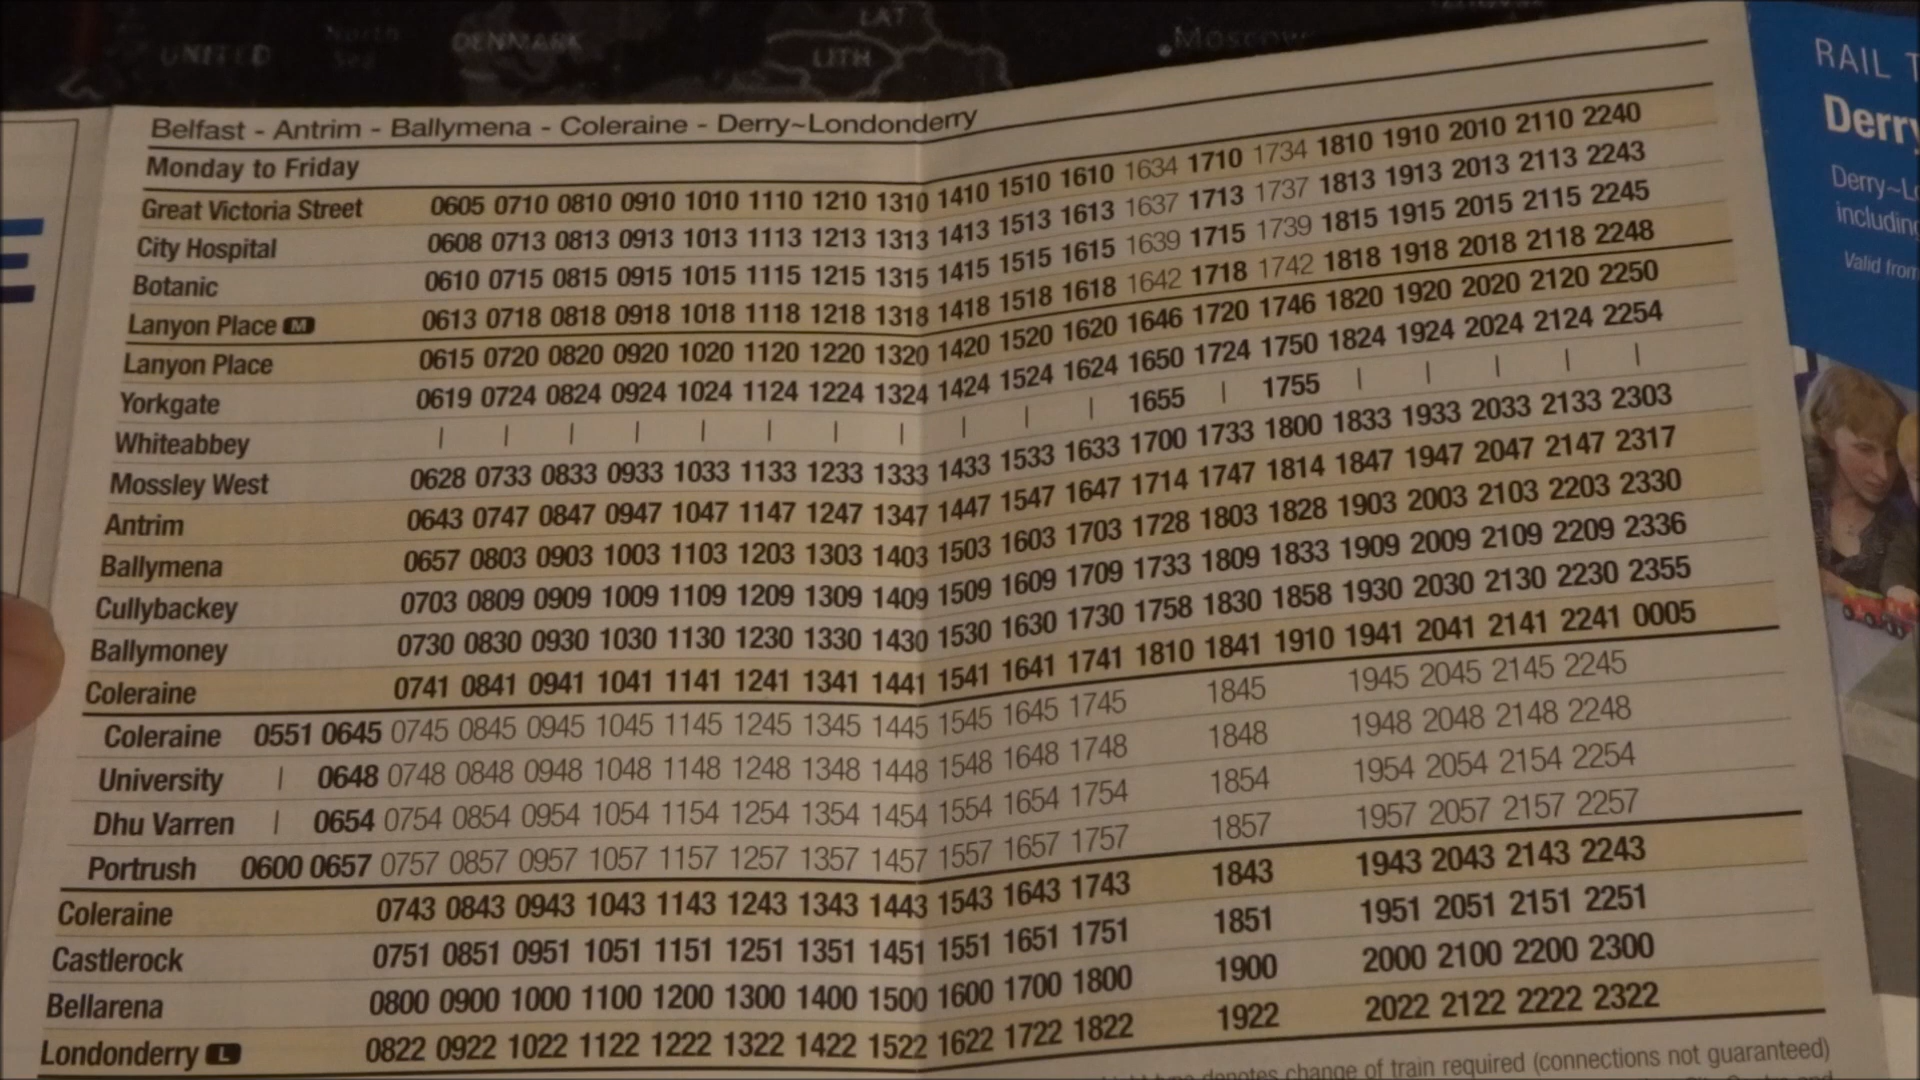 UNITED North Sea DENMARK LAT LITH Moscow
RAIL
Derry
including
Valid from
Belfast - Antrim - Ballymena - Coleraine - Derry~Londonderry
Monday to Friday
Great Victoria Street 0605 0710 0810 0910 1010 1110 1210 1310 1410 1510 1610 1634 1710 1734 1810 1910 2010 2110 2240
City Hospital 0608 0713 0813 0913 1013 1113 1213 1313 1413 1513 1613 1637 1713 1737 1813 1913 2013 2113 2243
Botanic 0610 0715 0815 0915 1015 1115 1215 1315 1415 1515 1615 1639 1715 1739 1815 1915 2015 2115 2245
Lanyon Place M 0613 0718 0818 0918 1018 1118 1218 1318 1418 1518 1618 1642 1718 1742 1818 1918 2018 2118 2248
Lanyon Place 0615 0720 0820 0920 1020 1120 1220 1320 1420 1520 1620 1646 1720 1746 1820 1920 2020 2120 2250
Yorkgate 0619 0724 0824 0924 1024 1124 1224 1324 1424 1524 1624 1650 1724 1750 1824 1924 2024 2124 2254
Whiteabbey | | | | | | | | | | | 1655 | 1755 | | | | |
Mossley West 0628 0733 0833 0933 1033 1133 1233 1333 1433 1533 1633 1700 1733 1800 1833 1933 2033 2133 2303
Antrim 0643 0747 0847 0947 1047 1147 1247 1347 1447 1547 1647 1714 1747 1814 1847 1947 2047 2147 2317
Ballymena 0657 0803 0903 1003 1103 1203 1303 1403 1503 1603 1703 1728 1803 1828 1903 2003 2103 2203 2330
Cullybackey 0703 0809 0909 1009 1109 1209 1309 1409 1509 1609 1709 1733 1809 1833 1909 2009 2109 2209 2336
Ballymoney 0730 0830 0930 1030 1130 1230 1330 1430 1530 1630 1730 1758 1830 1858 1930 2030 2130 2230 2355
Coleraine 0741 0841 0941 1041 1141 1241 1341 1441 1541 1641 1741 1810 1841 1910 1941 2041 2141 2241 0005
Coleraine 0551 0645 0745 0845 0945 1045 1145 1245 1345 1445 1545 1645 1745 1845 1945 2045 2145 2245
University | 0648 0748 0848 0948 1048 1148 1248 1348 1448 1548 1648 1748 1848 1948 2048 2148 2248
Dhu Varren | 0654 0754 0854 0954 1054 1154 1254 1354 1454 1554 1654 1754 1854 1954 2054 2154 2254
Portrush 0600 0657 0757 0857 0957 1057 1157 1257 1357 1457 1557 1657 1757 1857 1957 2057 2157 2257
Coleraine 0743 0843 0943 1043 1143 1243 1343 1443 1543 1643 1743 1843 1943 2043 2143 2243
Castlerock 0751 0851 0951 1051 1151 1251 1351 1451 1551 1651 1751 1851 1951 2051 2151 2251
Bellarena 0800 0900 1000 1100 1200 1300 1400 1500 1600 1700 1800 1900 2000 2100 2200 2300
Londonderry L 0822 0922 1022 1122 1222 1322 1422 1522 1622 1722 1822 1922 2022 2122 2222 2322
denotes change of train required (connections not guaranteed)